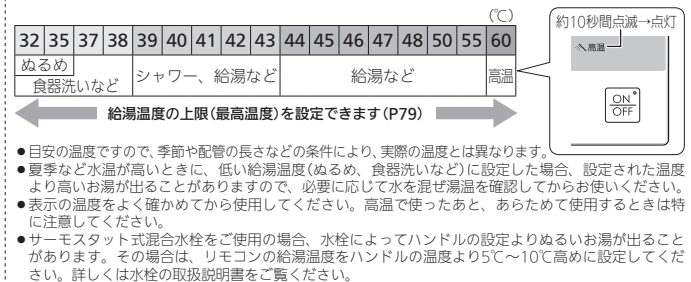 (℃)
32 35 37 38 39 40 41 42 43 44 45 46 47 48 50 55 60
ぬるめ
食器洗いなど
シャワー、給湯など
給湯など
高温
給湯温度の上限(最高温度)を設定できます(P79)
約10秒間点滅→点灯
高温
ON
OFF
●目安の温度ですので、季節や配管の長さなどの条件により、実際の温度とは異なります。
●夏季など水温が高いときに、低い給湯温度(ぬるめ、食器洗いなど)に設定した場合、設定された温度
より高いお湯が出ることがありますので、必要に応じて水を混ぜ湯温を確認してからお使いください。
●表示の温度をよく確かめてから使用してください。高温で使ったあと、あらためて使用するときは特
に注意してください。
●サーモスタット式混合水栓をご使用の場合、水栓によってハンドルの設定よりぬるいお湯が出ること
があります。その場合は、リモコンの給湯温度をハンドルの温度より5℃～10℃高めに設定してくだ
さい。詳しくは水栓の取扱説明書をご覧ください。